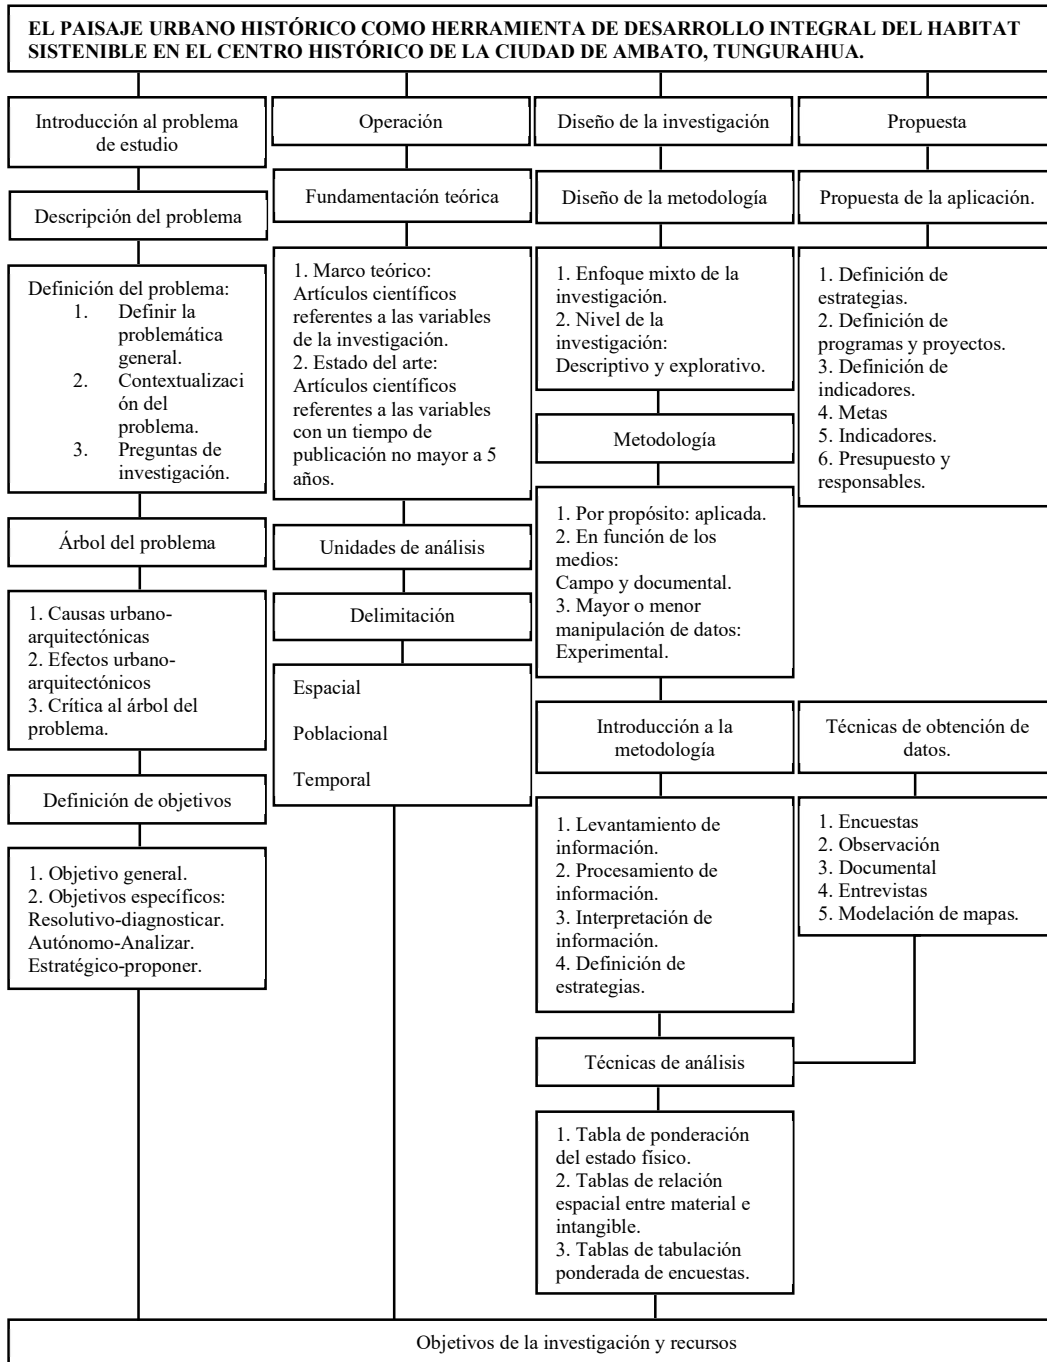 EL PAISAJE URBANO HISTÓRICO COMO HERRAMIENTA DE DESARROLLO INTEGRAL DEL HABITAT
SISTENIBLE EN EL CENTRO HISTÓRICO DE LA CIUDAD DE AMBATO, TUNGURAHUA.
Introducción al problema
de estudio
Descripción del problema
Definición del problema:
1. Definir la
problemática
general.
2. Contextualizaci
ón del
problema.
3. Preguntas de
investigación.
Árbol del problema
1. Causas urbano-
arquitectónicas
2. Efectos urbano-
arquitectónicos
3. Crítica al árbol del
problema.
Definición de objetivos
1. Objetivo general.
2. Objetivos específicos:
Resolutivo-diagnosticar.
Autónomo-Analizar.
Estratégico-proponer.
Operación
Fundamentación teórica
1. Marco teórico:
Artículos científicos
referentes a las variables
de la investigación.
2. Estado del arte:
Artículos científicos
referentes a las variables
con un tiempo de
publicación no mayor a 5
años.
Unidades de análisis
Delimitación
Espacial
Poblacional
Temporal
Diseño de la investigación
Diseño de la metodología
1. Enfoque mixto de la
investigación.
2. Nivel de la
investigación:
Descriptivo y explorativo.
Metodología
1. Por propósito: aplicada.
2. En función de los
medios:
Campo y documental.
3. Mayor o menor
manipulación de datos:
Experimental.
Introducción a la
metodología
1. Levantamiento de
información.
2. Procesamiento de
información.
3. Interpretación de
información.
4. Definición de
estrategias.
Técnicas de análisis
1. Tabla de ponderación
del estado físico.
2. Tablas de relación
espacial entre material e
intangible.
3. Tablas de tabulación
ponderada de encuestas.
Propuesta
Propuesta de la aplicación.
1. Definición de
estrategias.
2. Definición de
programas y proyectos.
3. Definición de
indicadores.
4. Metas
5. Indicadores.
6. Presupuesto y
responsables.
Técnicas de obtención de
datos.
1. Encuestas
2. Observación
3. Documental
4. Entrevistas
5. Modelación de mapas.
Objetivos de la investigación y recursos